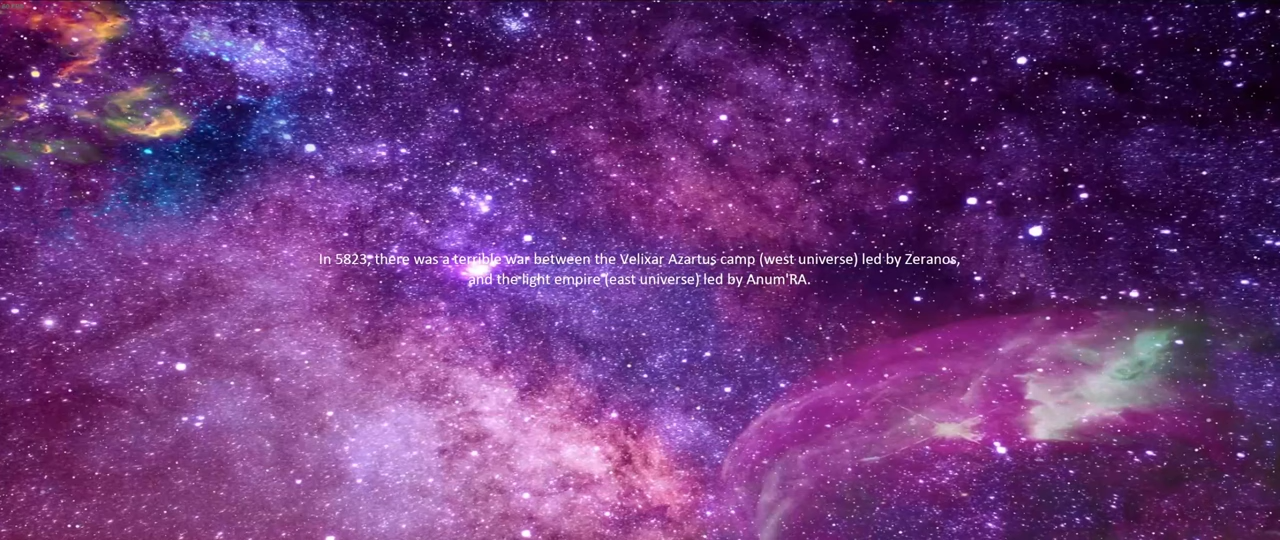 In 5823, there was a terrible war between the Velixar Azartus camp (west universe) led by Zeranos,
and the light empire (east universe) led by Anum'RA.